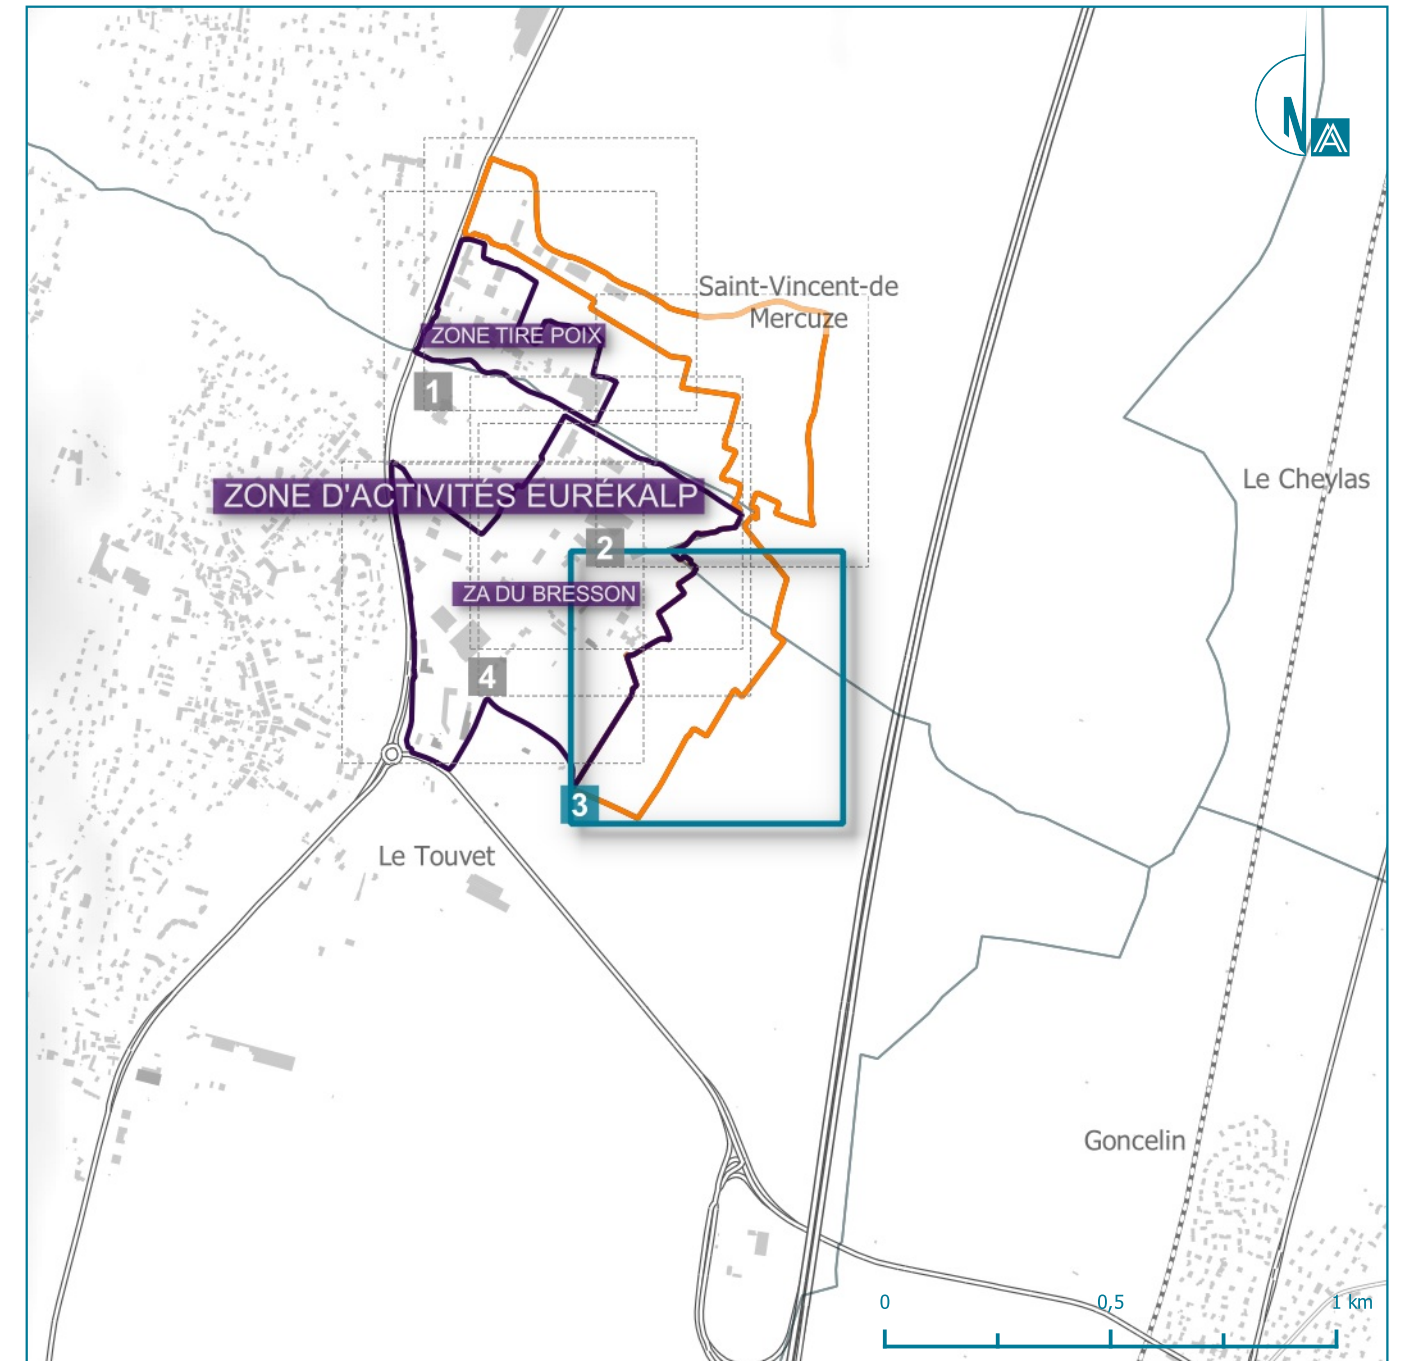 N
Saint-Vincent-de
Mercuze
ZONE TIRE POIX
1
Le Cheylas
ZONE D'ACTIVITÉS EURÉKALP
2
ZA DU BRESSON
4
3
Le Touvet
Goncelin
0
0,5
1 km